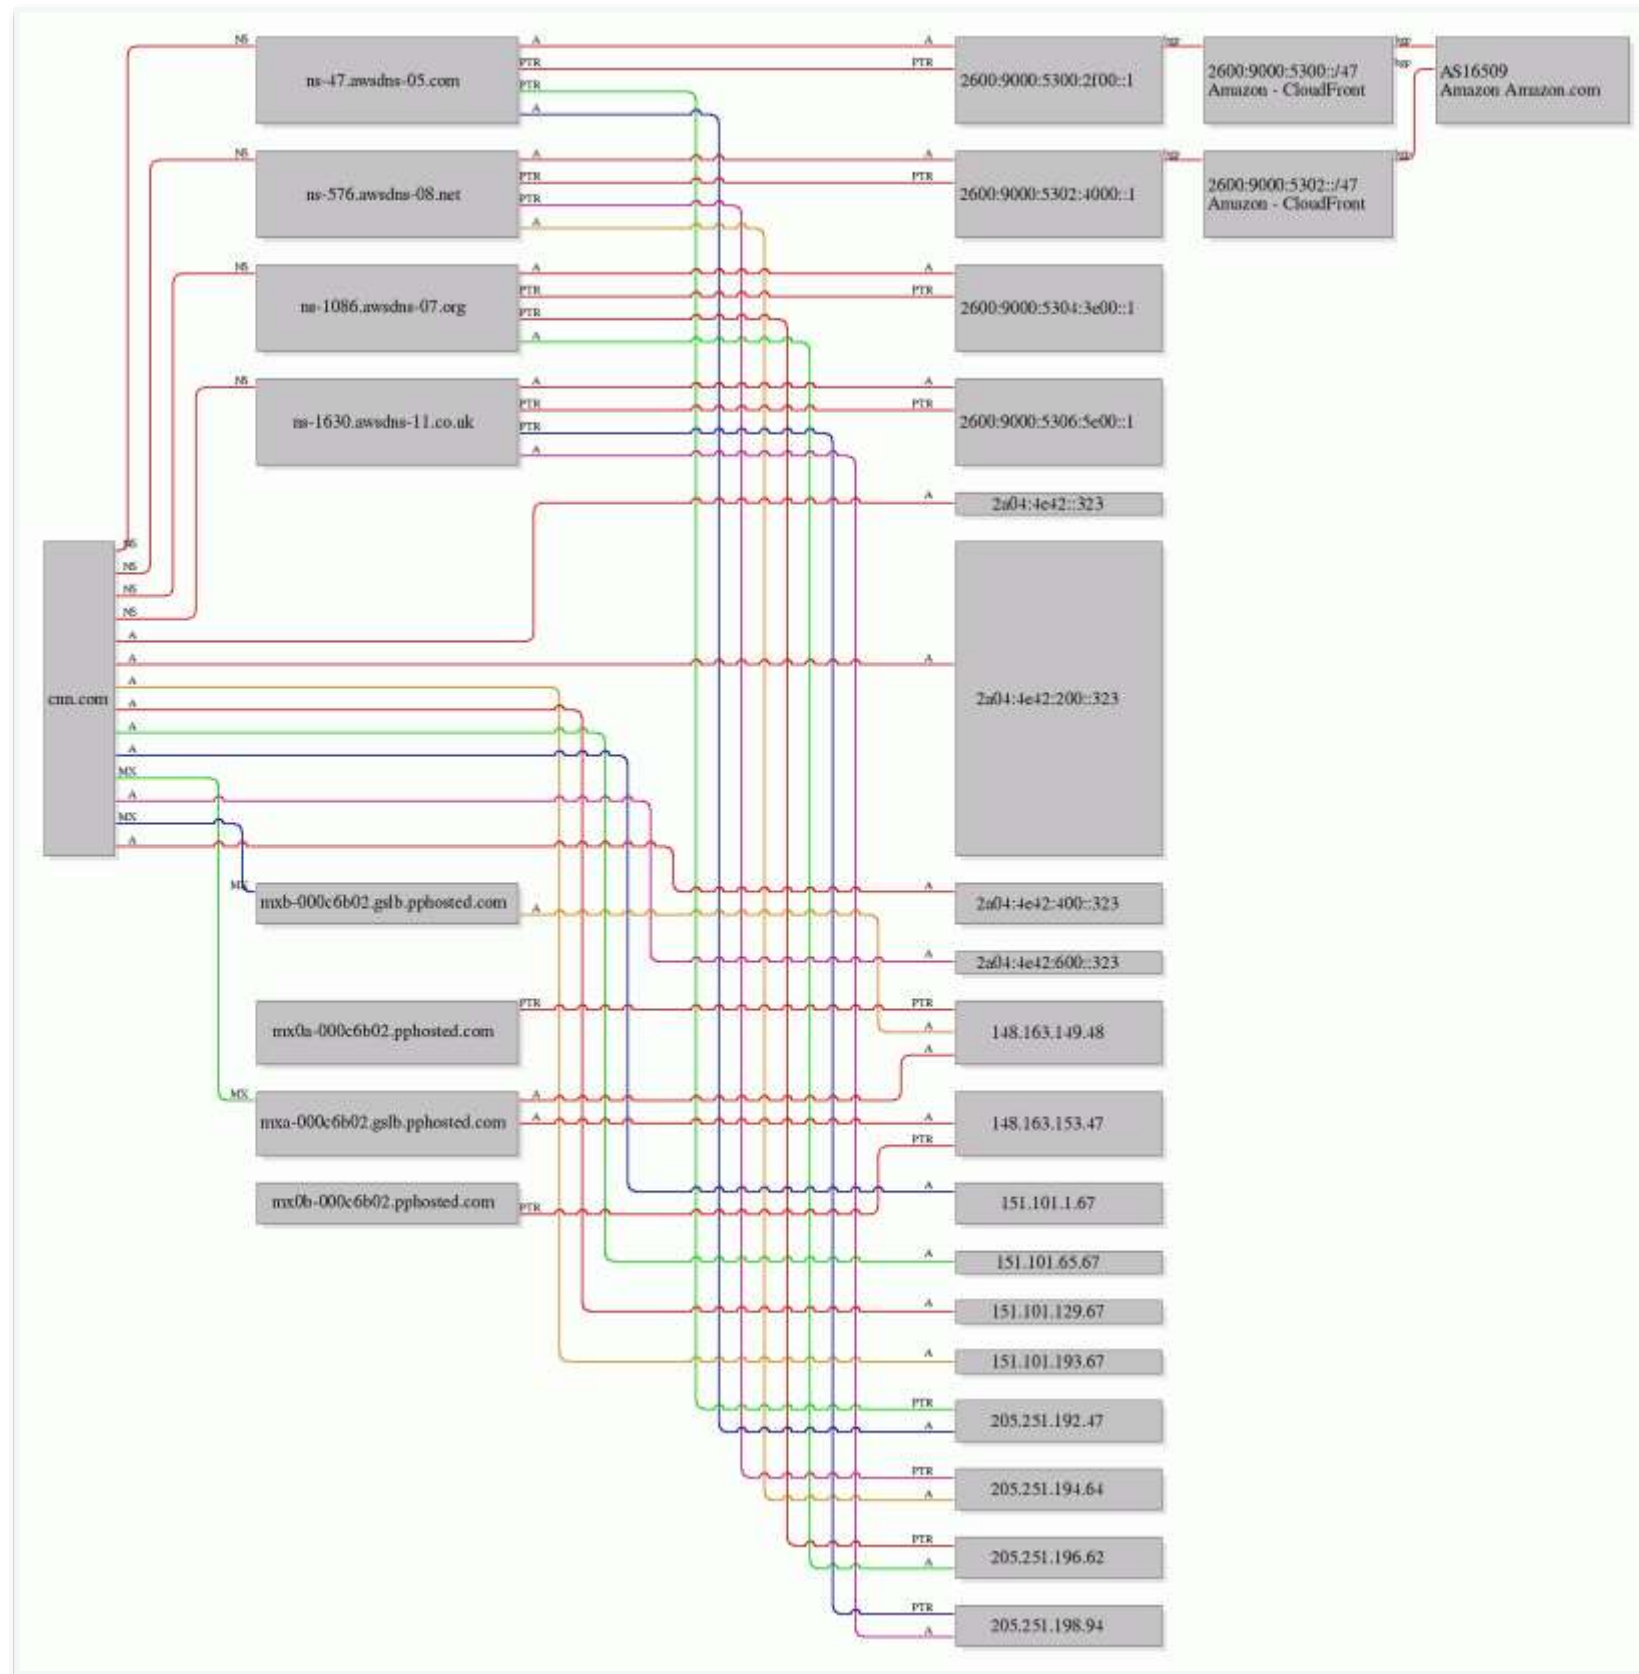 NS
ns-47.awsdns-05.com
A
PTR
PTR
A
A
PTR
2600:9000:5300:2f00::1
bgp
2600:9000:5300::/47
Amazon - CloudFront
bgp
bgp
AS16509
Amazon Amazon.com
NS
ns-576.awsdns-08.net
A
PTR
PTR
A
A
PTR
2600:9000:5302:4000::1
bgp
2600:9000:5302::/47
Amazon - CloudFront
bgp
NS
ns-1086.awsdns-07.org
A
PTR
PTR
A
A
PTR
2600:9000:5304:3e00::1
NS
ns-1630.awsdns-11.co.uk
A
PTR
PTR
A
A
PTR
2600:9000:5306:5e00::1
A
2a04:4e42::323
cnn.com
NS
NS
NS
NS
A
A
A
A
A
A
MX
A
MX
A
A
2a04:4e42:200::323
MX
mxb-000c6b02.gslb.pphosted.com
A
A
2a04:4e42:400::323
A
2a04:4e42:600::323
mx0a-000c6b02.pphosted.com
PTR
PTR
A
A
148.163.149.48
MX
mxa-000c6b02.gslb.pphosted.com
A
A
A
PTR
148.163.153.47
mx0b-000c6b02.pphosted.com
PTR
A
151.101.1.67
A
151.101.65.67
A
151.101.129.67
A
151.101.193.67
PTR
A
205.251.192.47
PTR
A
205.251.194.64
PTR
A
205.251.196.62
PTR
A
205.251.198.94